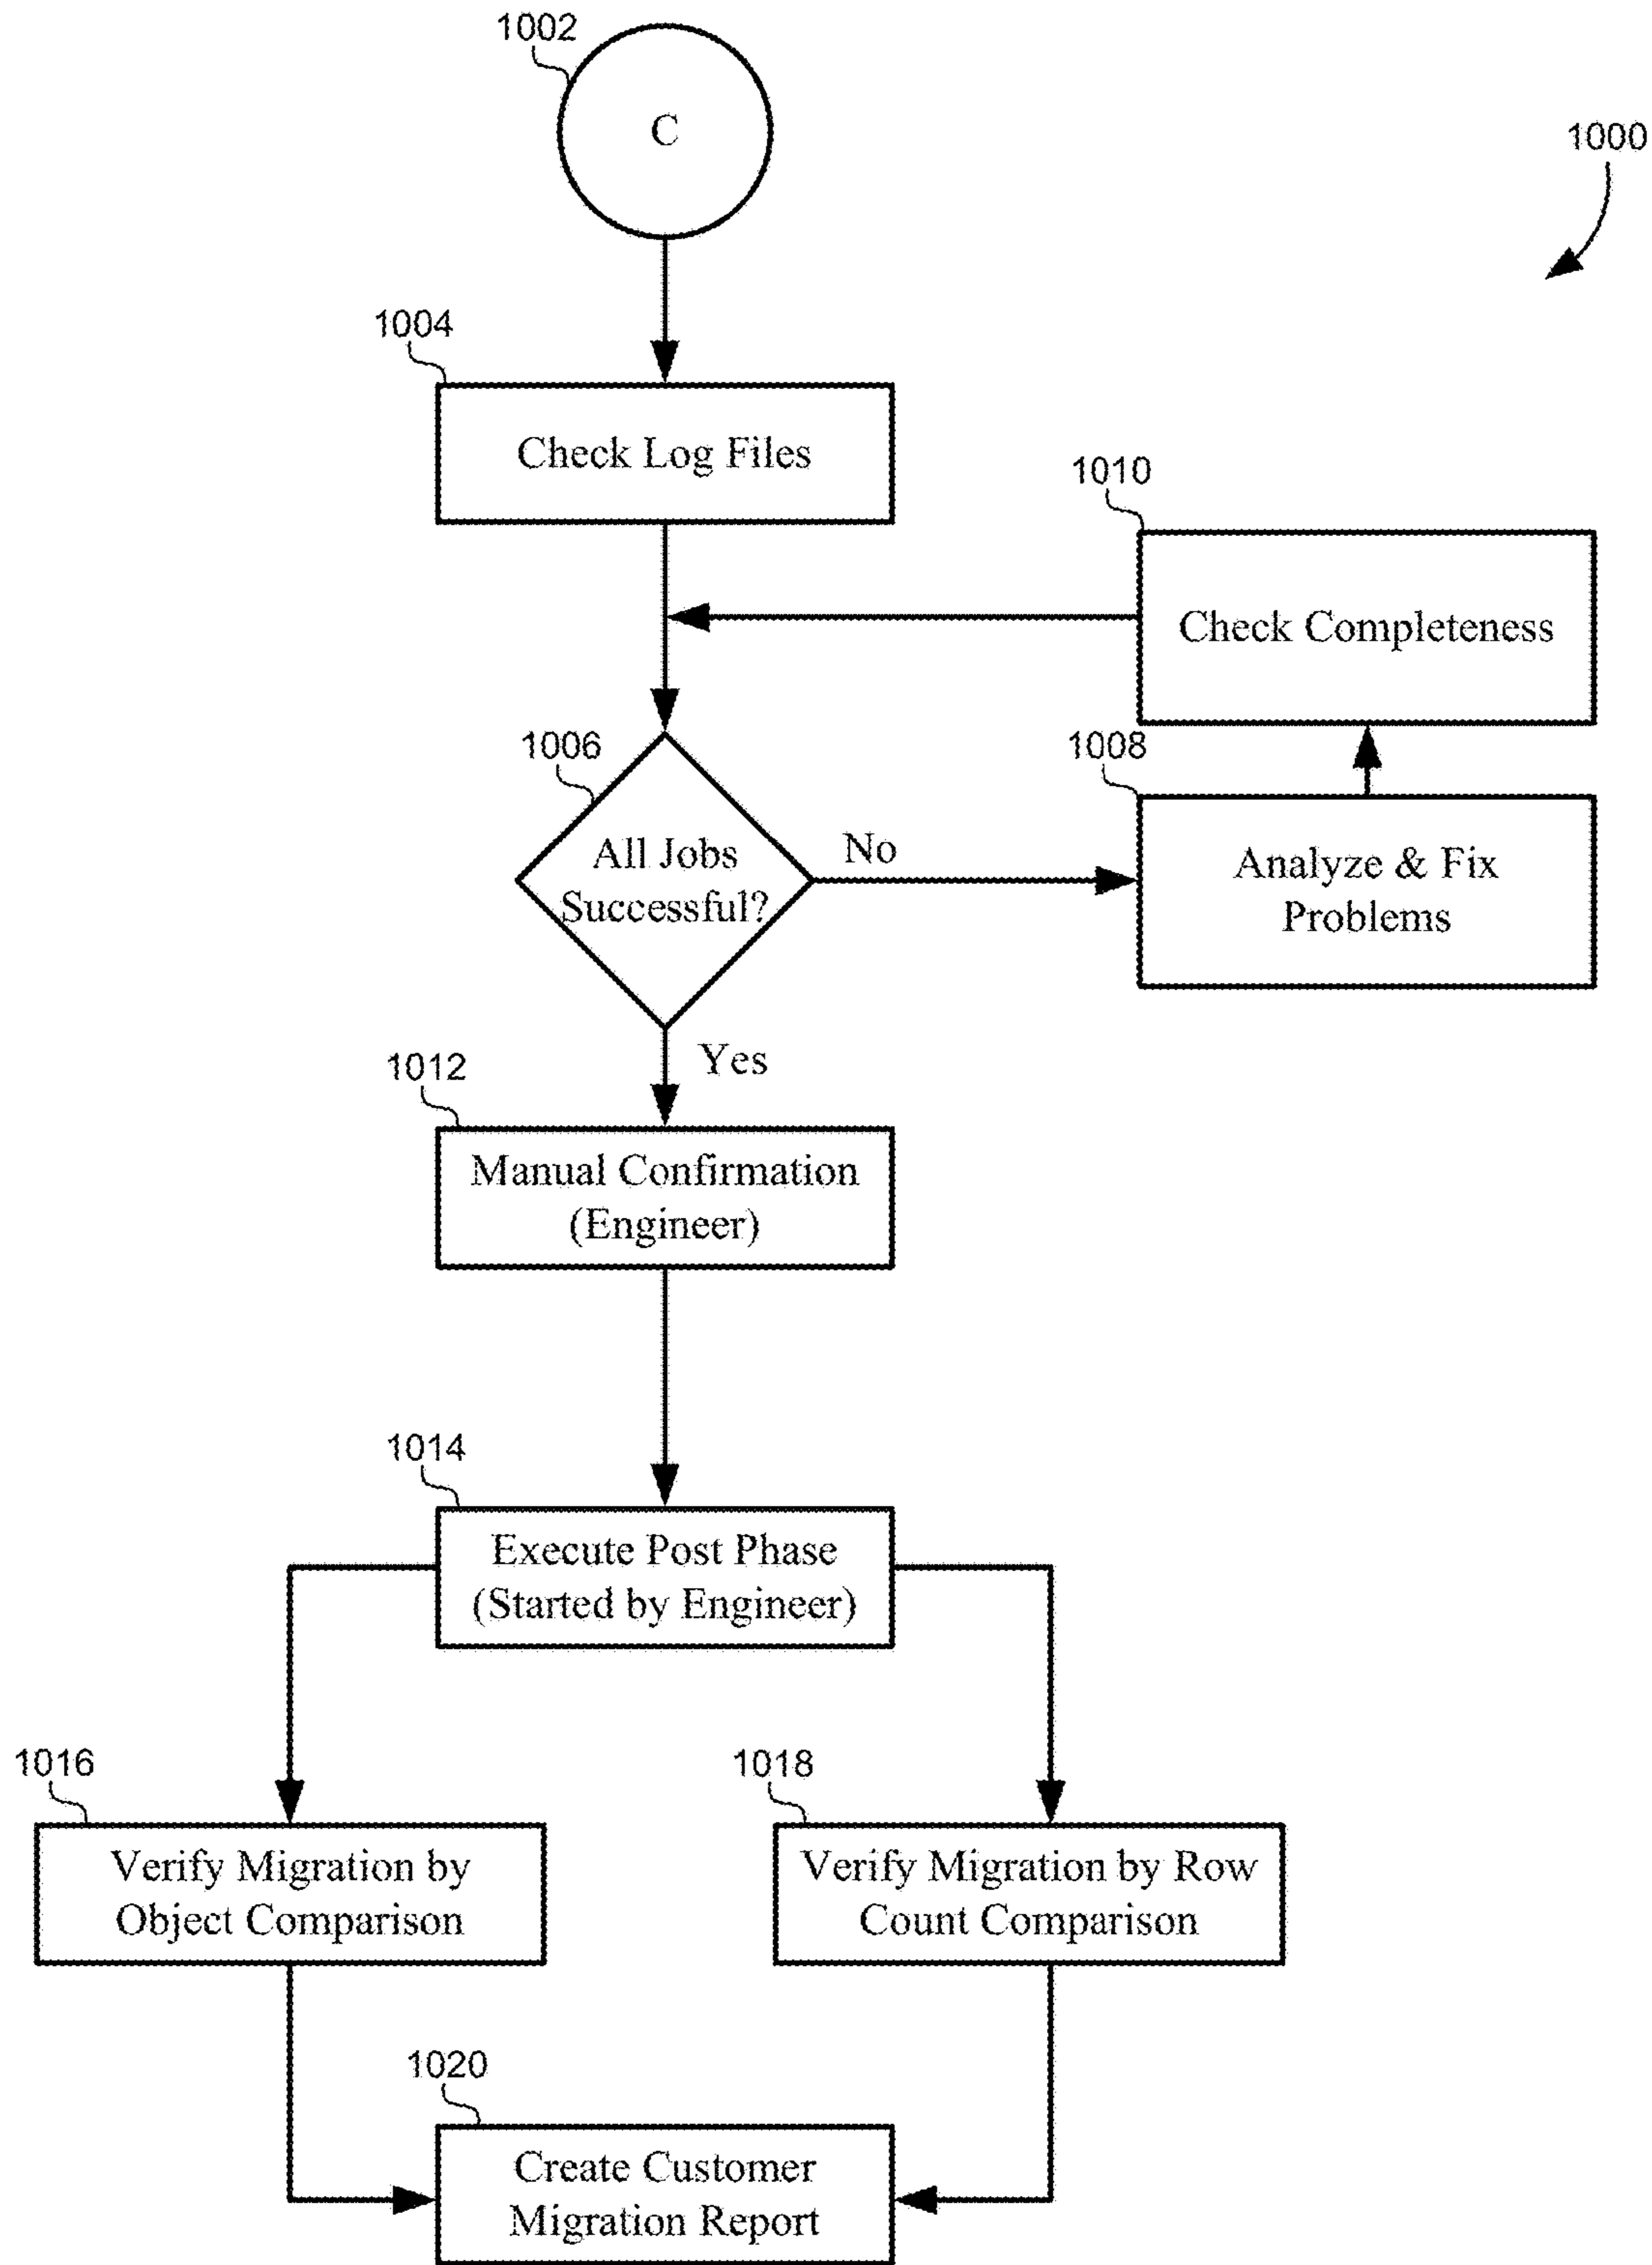 1002
C
1000
1004
Check Log Files
1010
Check Completeness
1006
All Jobs
Successful?
No
1008
Analyze & Fix
Problems
Yes
1012
Manual Confirmation
(Engineer)
1014
Execute Post Phase
(Started by Engineer)
1016
Verify Migration by
Object Comparison
1018
Verify Migration by Row
Count Comparison
1020
Create Customer
Migration Report